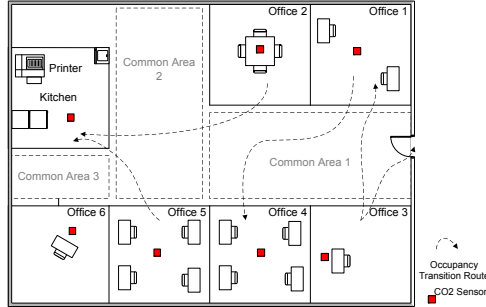 Office 2
Office 1
Common Area
2
Printer
Kitchen
Common Area 1
Common Area 3
Office 6
Office 5
Office 4
Office 3
Occupancy
Transition Route
CO2 Sensor